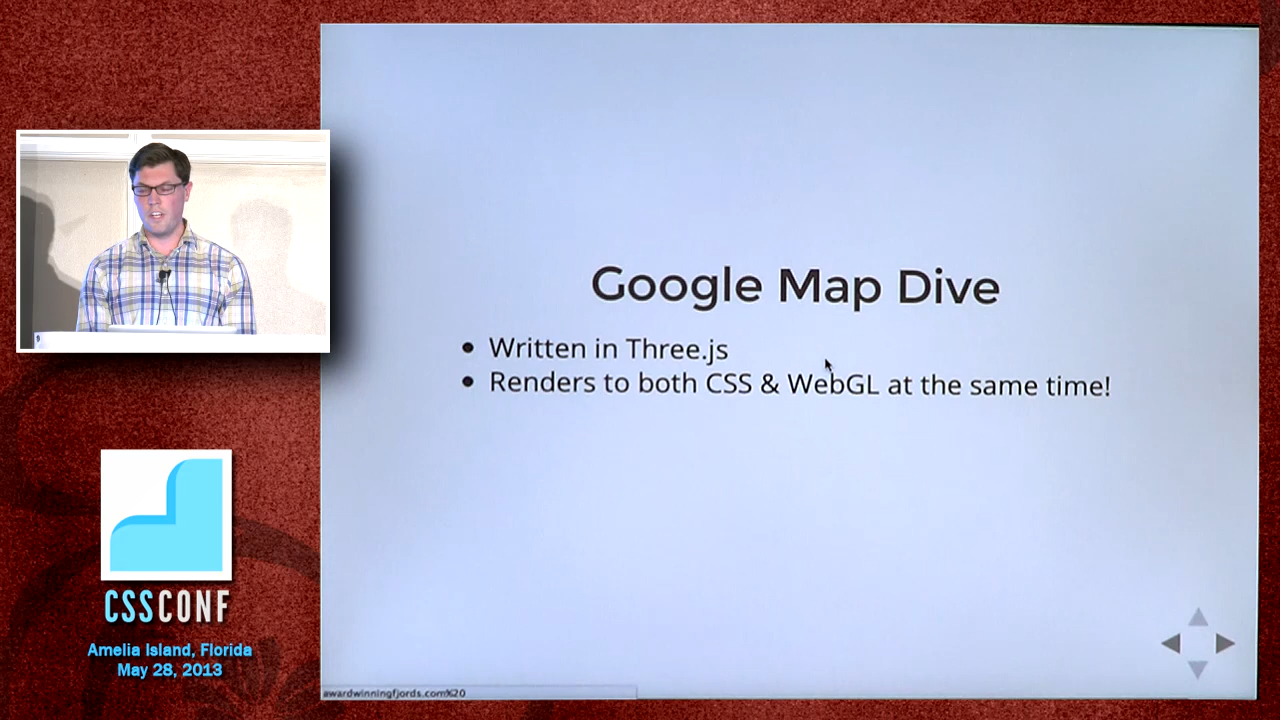 Google Map Dive
• Written in Three.js
• Renders to both CSS & WebGL at the same time!
CSSCONF
Amelia Island, Florida
May 28, 2013
awardwinningfjords.com%20